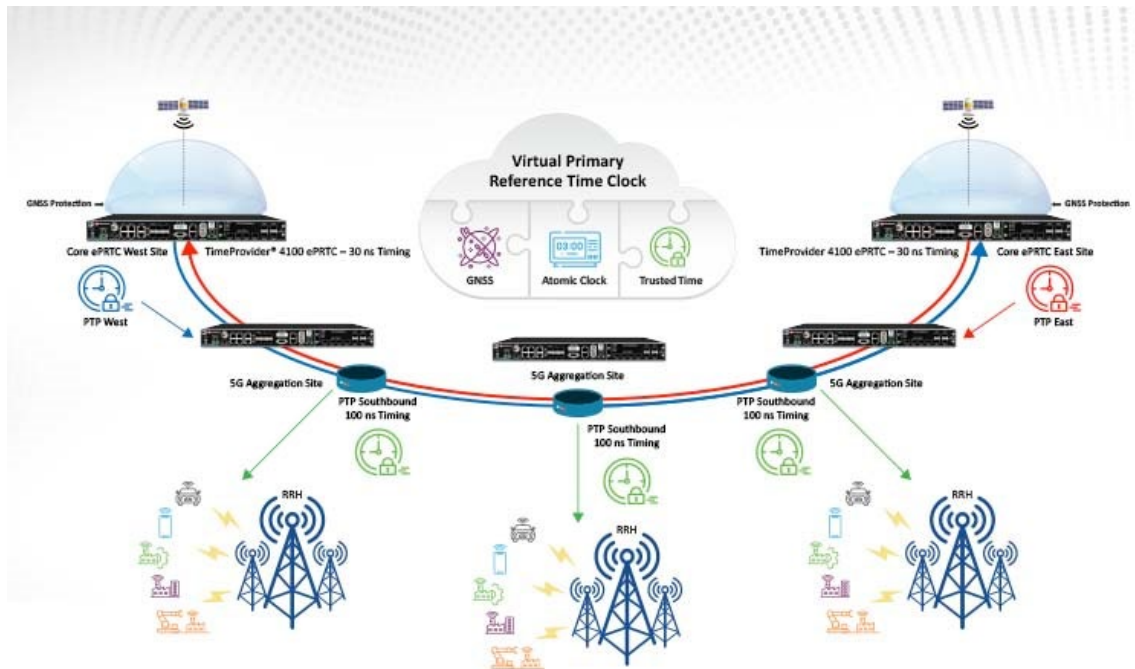 Virtual Primary
Reference Time Clock
GNSS
Atomic Clock
03:00
Trusted Time
GNSS Protection
GNSS Protection
Core ePRTC West Site
TimeProvider® 4100 ePRTC – 30 ns Timing
TimeProvider® 4100 ePRTC – 30 ns Timing
Core ePRTC East Site
PTP West
PTP East
5G Aggregation Site
5G Aggregation Site
5G Aggregation Site
PTP Southbound
100 ns Timing
PTP Southbound
100 ns Timing
PTP Southbound
100 ns Timing
RRH
RRH
RRH